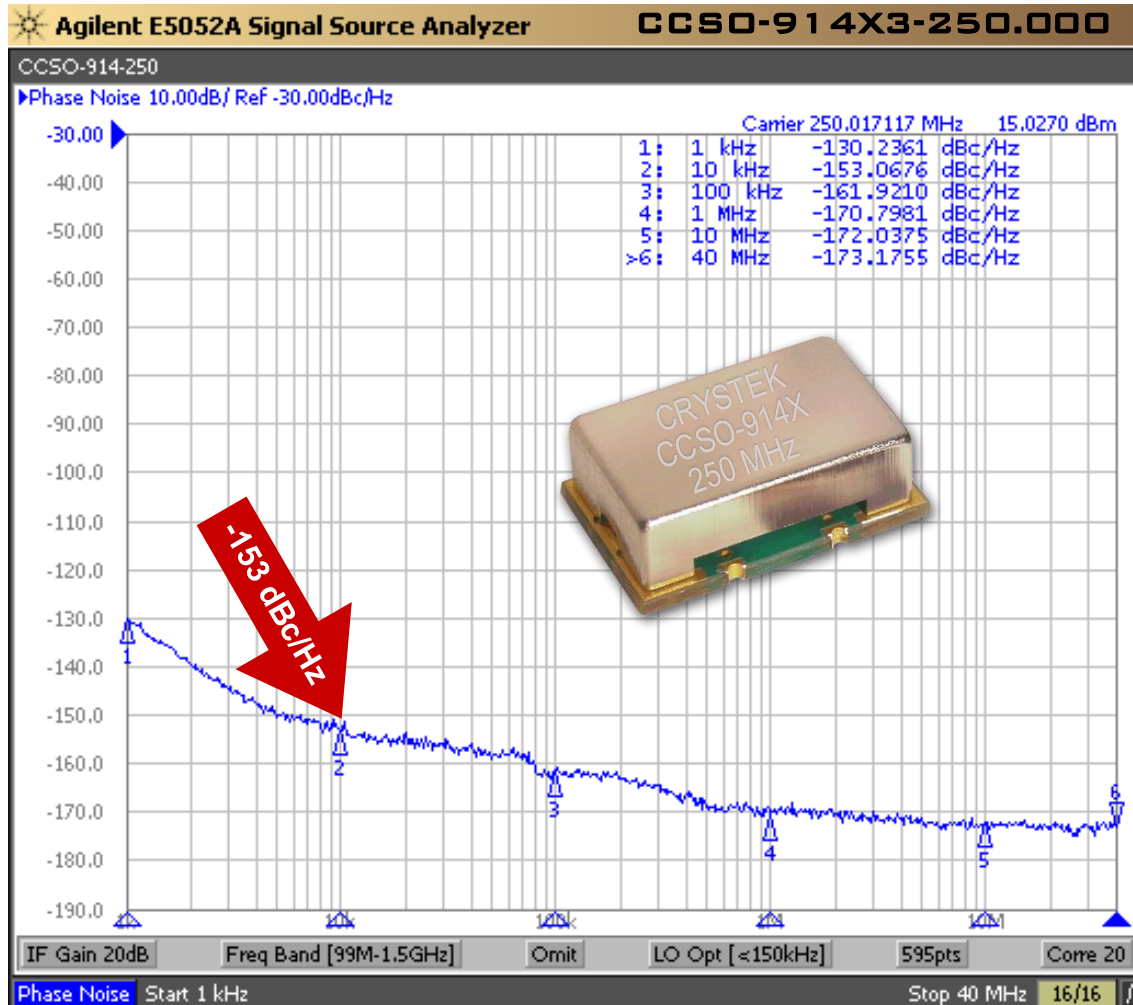 Agilent E5052A Signal Source Analyzer
CCSO-914X3-250.000
CCSO-914-250
Phase Noise 10.00dB/ Ref -30.00dBc/Hz
Carrier 250.017117 MHz 15.0270 dBm
1: 1 kHz -130.2361 dBc/Hz
2: 10 kHz -153.0676 dBc/Hz
3: 100 kHz -161.9210 dBc/Hz
4: 1 MHz -170.7981 dBc/Hz
5: 10 MHz -172.0375 dBc/Hz
>6: 40 MHz -173.1755 dBc/Hz
-30.00
-40.00
-50.00
-60.00
-70.00
-80.00
-90.00
-100.0
-110.0
-120.0
-130.0
-140.0
-150.0
-160.0
-170.0
-180.0
-190.0
CRYSTEK
CCSO-914X
250 MHz
-153 dBc/Hz
1
2
3
4
5
6
1k 10k 100k 1M 10M
IF Gain 20dB Freq Band [99M-1.5GHz] Omit LO Opt [<150kHz] 595pts Corre 20
Phase Noise Start 1 kHz Stop 40 MHz 16/16